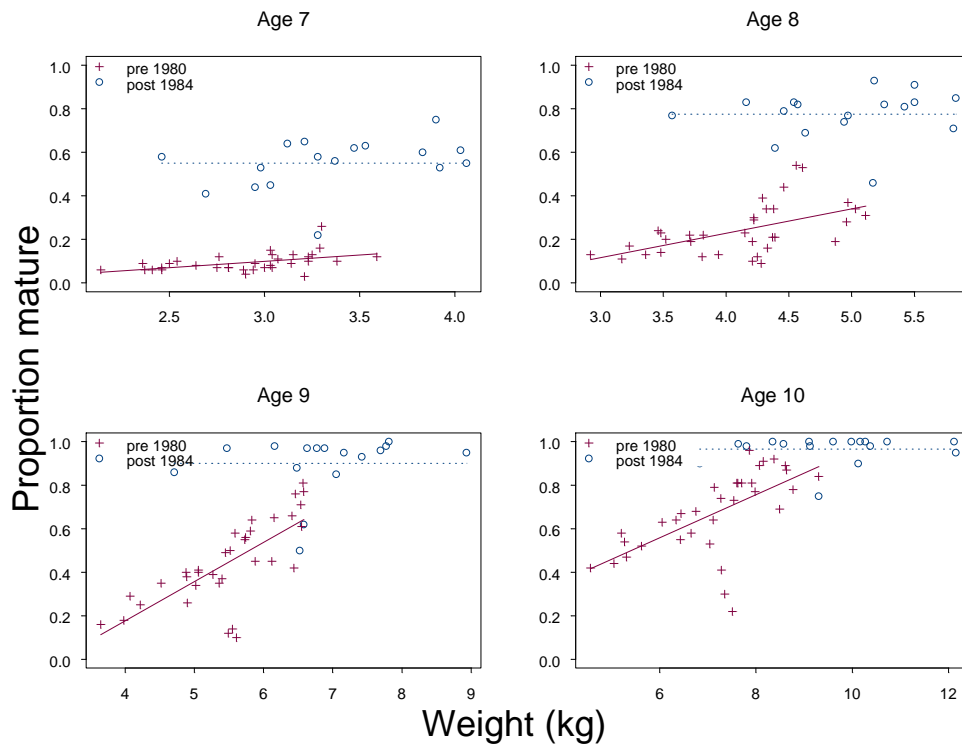 Age 7
Age 8
1.0
0.8
0.6
0.4
0.2
0.0
+ pre 1980
o post 1984
2.5 3.0 3.5 4.0
1.0
0.8
0.6
0.4
0.2
0.0
+ pre 1980
o post 1984
3.0 3.5 4.0 4.5 5.0 5.5
Proportion mature
Age 9
Age 10
1.0
0.8
0.6
0.4
0.2
0.0
+ pre 1980
o post 1984
4 5 6 7 8 9
1.0
0.8
0.6
0.4
0.2
0.0
+ pre 1980
o post 1984
6 8 10 12
Weight (kg)